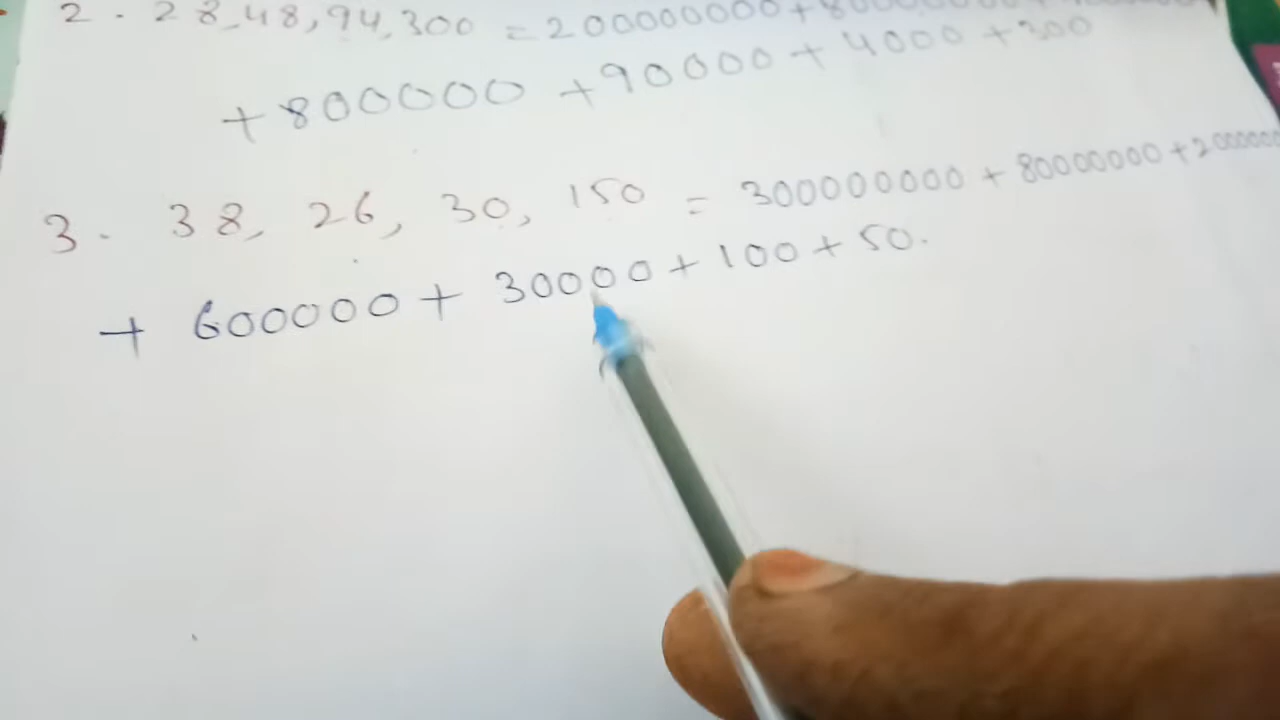 2. 28,48,94,300 = 200000000+
+800000 +90000 + 4000 +300
3. 38, 26, 30, 150 = 300000000 + 80000000 +2000000
+ 600000 + 30000 + 100 + 50.